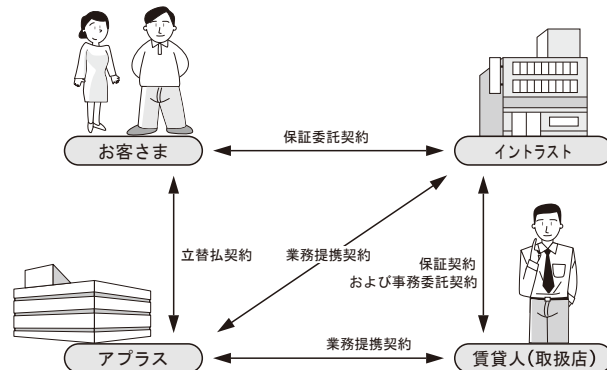 お客さま
保証委託契約
イントラスト
立替払契約
業務提携契約
保証契約
および事務委託契約
アプラス
業務提携契約
賃貸人(取扱店)